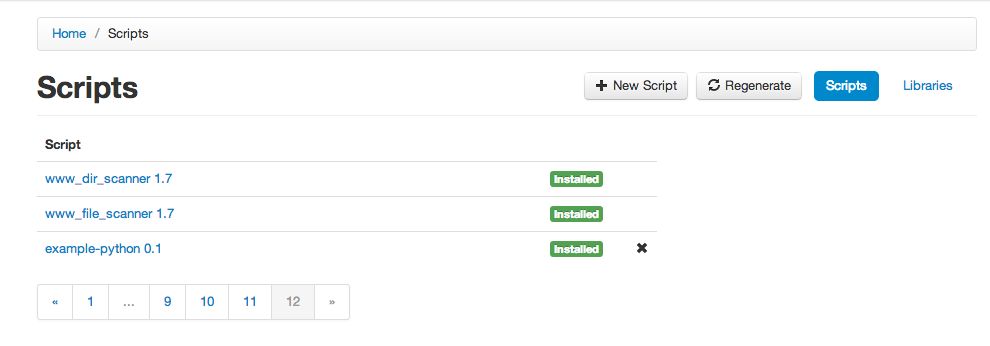 Home / Scripts
Scripts New Script Regenerate Scripts Libraries
Script
www_dir_scanner 1.7 Installed
www_file_scanner 1.7 Installed
example-python 0.1 Installed
« 1 ... 9 10 11 12 »